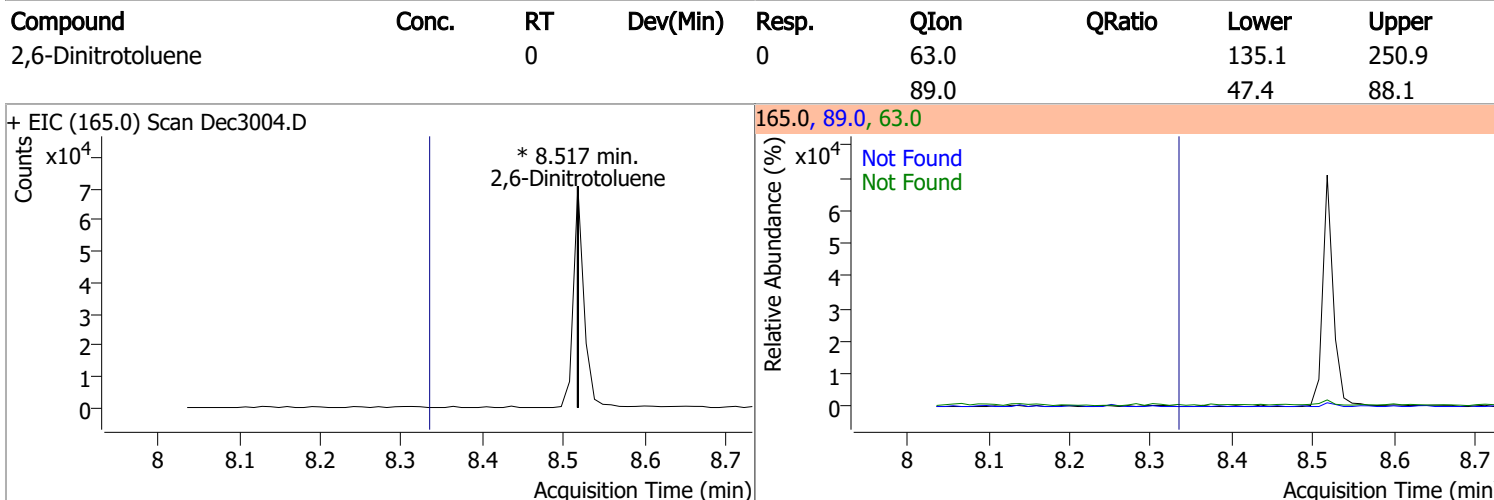 Compound Conc. RT Dev(Min) Resp. QIon QRatio Lower Upper
2,6-Dinitrotoluene 0 0 63.0 135.1 250.9
89.0 47.4 88.1
+ EIC (165.0) Scan Dec3004.D
Counts
x10^4
7
6
5
4
3
2
1
0
* 8.517 min.
2,6-Dinitrotoluene
8 8.1 8.2 8.3 8.4 8.5 8.6 8.7
Acquisition Time (min)
165.0, 89.0, 63.0
Relative Abundance (%)
x10^4
Not Found
Not Found
6
5
4
3
2
1
0
8 8.1 8.2 8.3 8.4 8.5 8.6 8.7
Acquisition Time (min